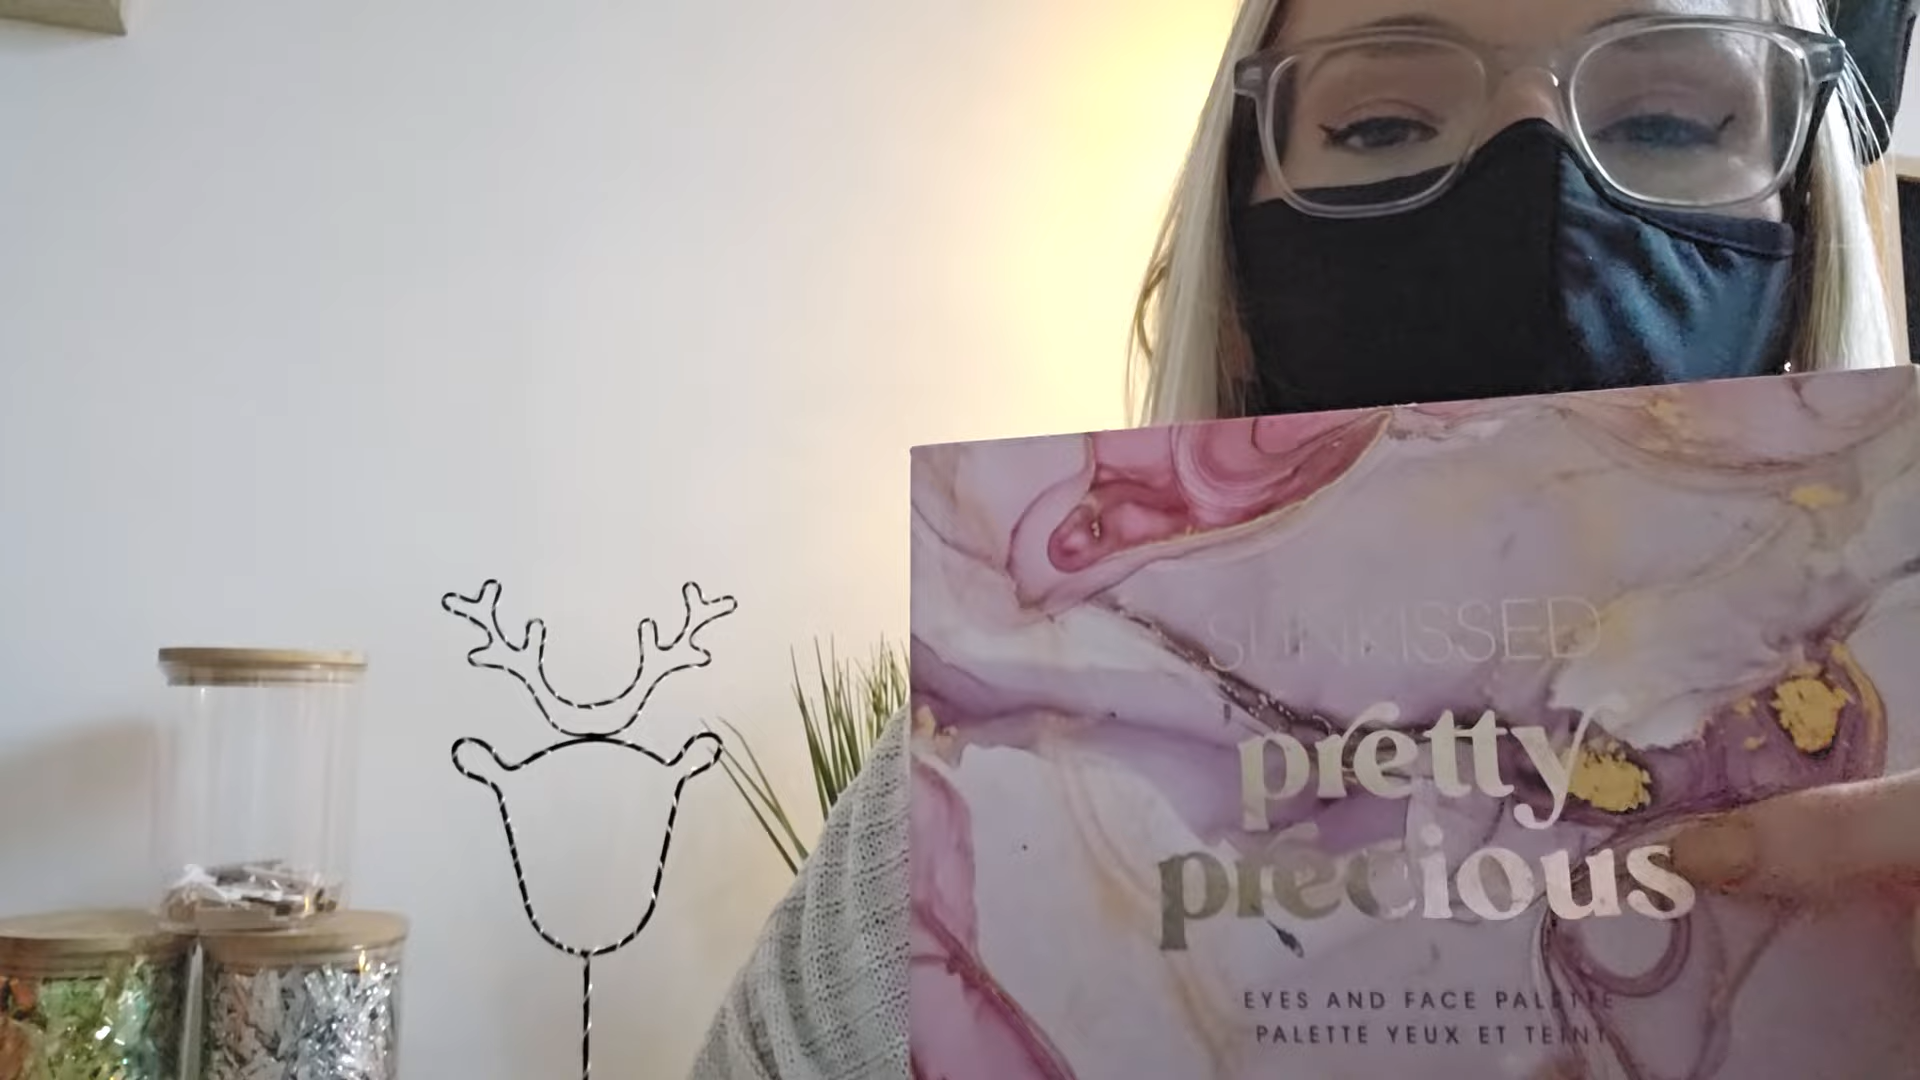 SUNKISSED
pretty
precious
EYES AND FACE PALETTE
PALETTE YEUX ET TEINT